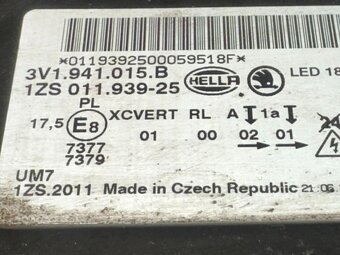 *0119392500059518F*
3V1.941.015.B HELLA LED 18
1ZS 011.939-25
PL
17,5 E8 XCVERT RL A 1a
01 00 02 01
7377
7379
UM7
1ZS.2011 Made in Czech Republic 21.06.